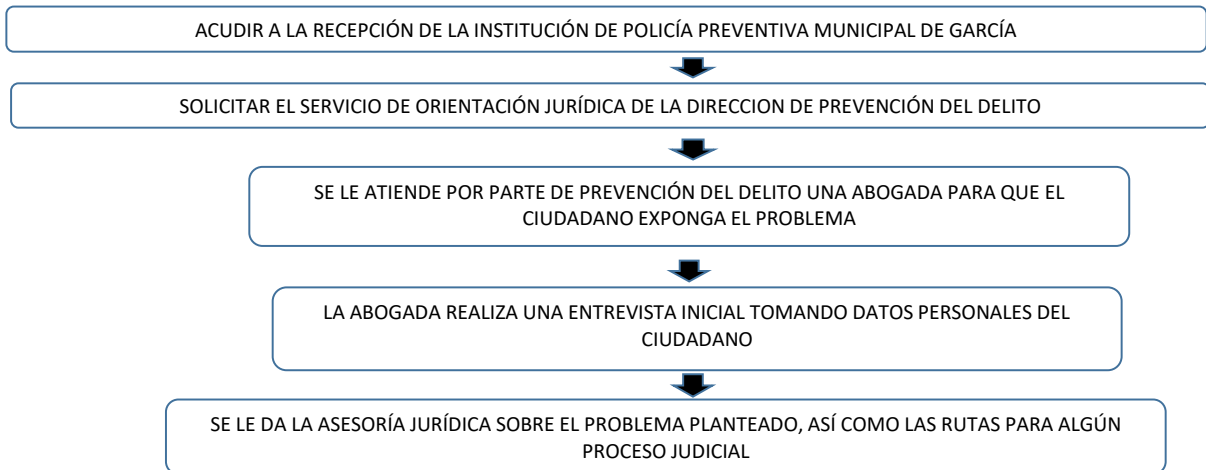 ACUDIR A LA RECEPCIÓN DE LA INSTITUCIÓN DE POLICÍA PREVENTIVA MUNICIPAL DE GARCÍA
SOLICITAR EL SERVICIO DE ORIENTACIÓN JURÍDICA DE LA DIRECCION DE PREVENCIÓN DEL DELITO
SE LE ATIENDE POR PARTE DE PREVENCIÓN DEL DELITO UNA ABOGADA PARA QUE EL
CIUDADANO EXPONGA EL PROBLEMA
LA ABOGADA REALIZA UNA ENTREVISTA INICIAL TOMANDO DATOS PERSONALES DEL
CIUDADANO
SE LE DA LA ASESORÍA JURÍDICA SOBRE EL PROBLEMA PLANTEADO, ASÍ COMO LAS RUTAS PARA ALGÚN
PROCESO JUDICIAL